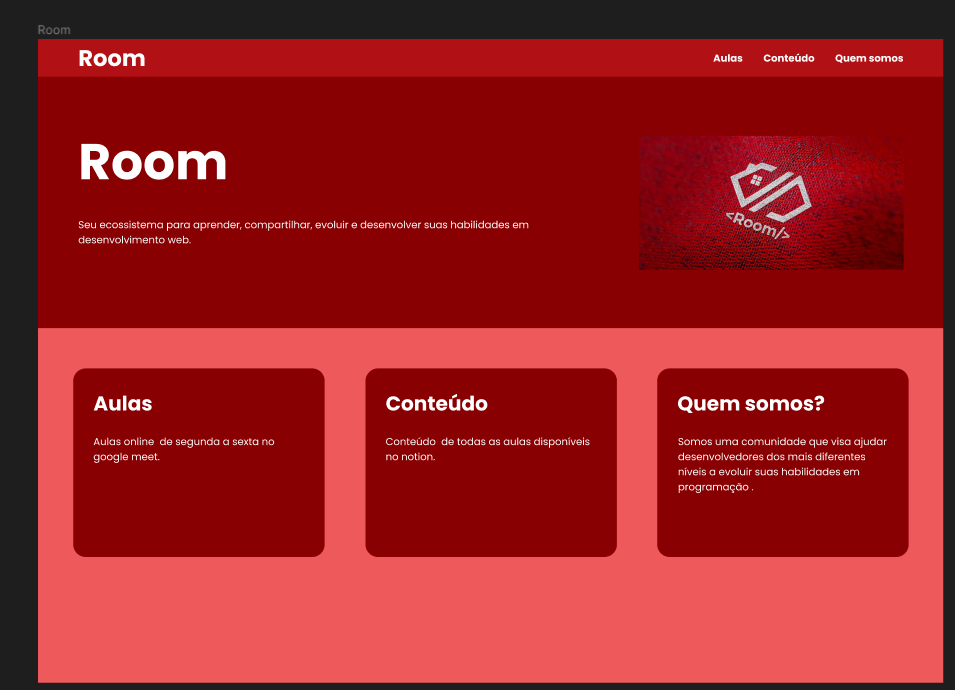 Room
Room
Aulas Conteúdo Quem somos
Room
Seu ecossistema para aprender, compartilhar, evoluir e desenvolver suas habilidades em
desenvolvimento web.
<Room/>
Aulas
Aulas online  de segunda a sexta no
google meet.
Conteúdo
Conteúdo  de todas as aulas disponíveis
no notion.
Quem somos?
Somos uma comunidade que visa ajudar
desenvolvedores dos mais diferentes
níveis a evoluir suas habilidades em
programação .